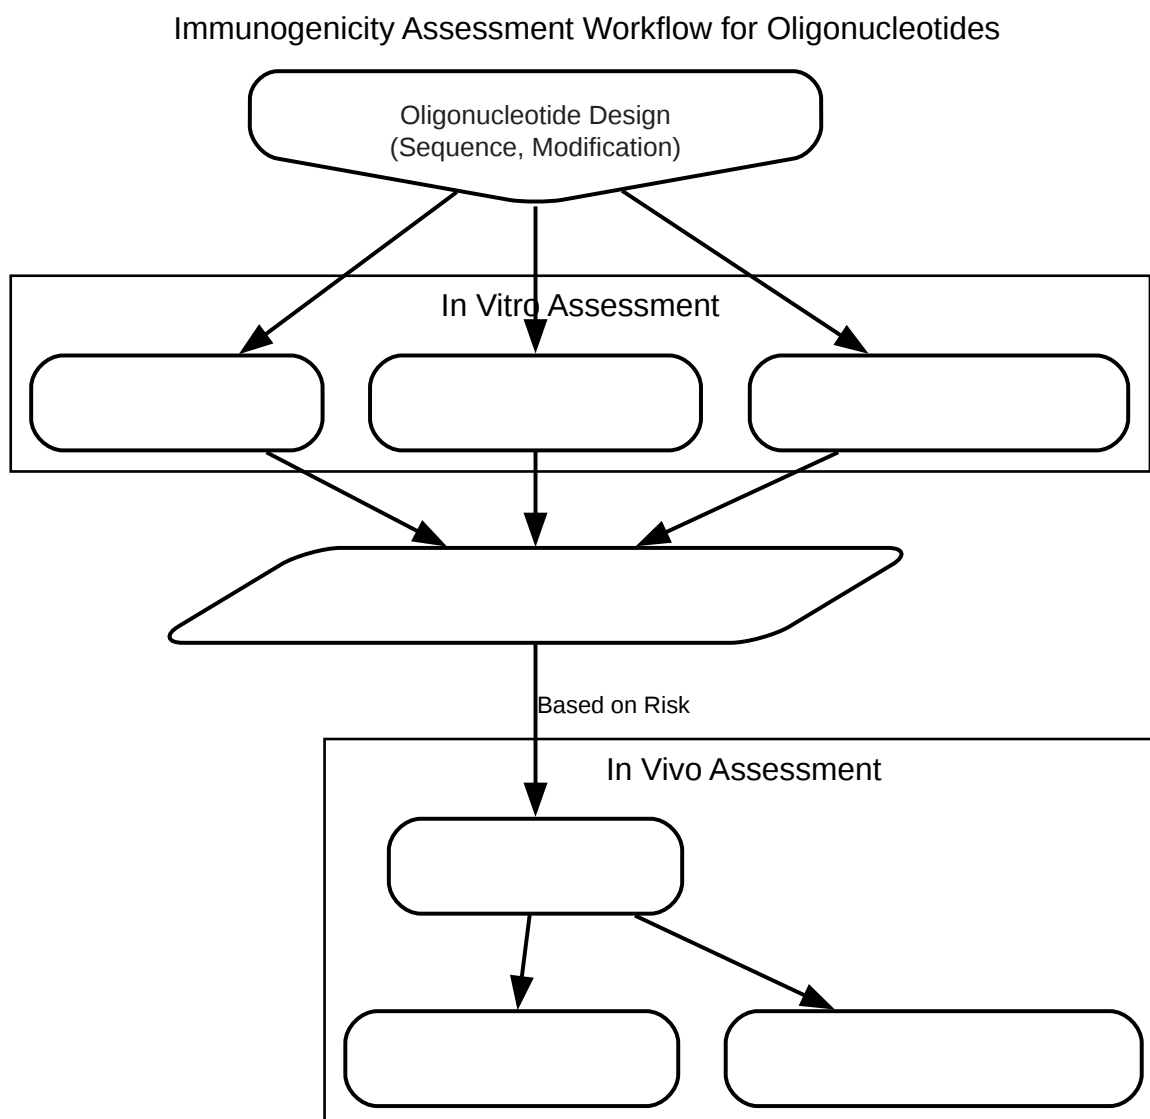 Immunogenicity Assessment Workflow for Oligonucleotides
Oligonucleotide Design
(Sequence, Modification)
In Vitro Assessment
Based on Risk
In Vivo Assessment